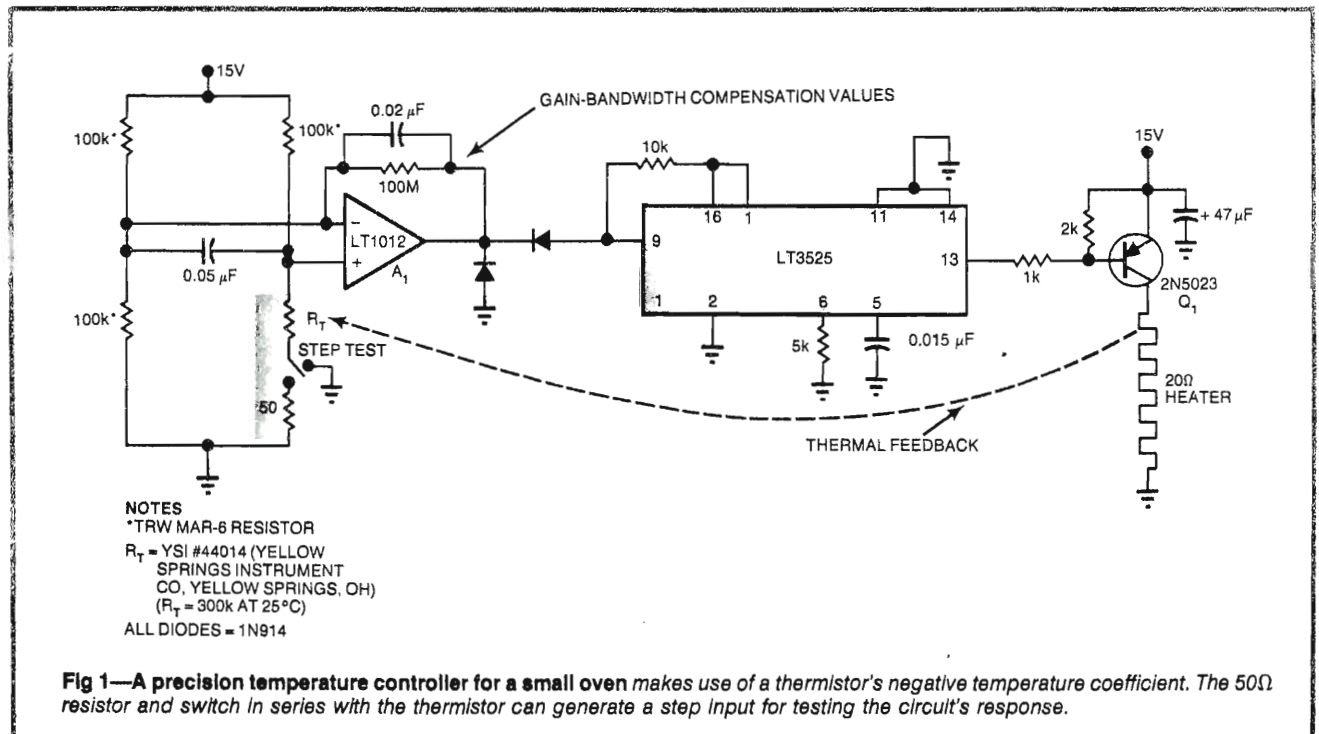 15V
0.02 µF
GAIN-BANDWIDTH COMPENSATION VALUES
100k*
100k*
100M
10k
15V
16
1
11
14
−
LT1012
+
A1
9
LT3525
13
2k
+ 47 µF
0.05 µF
1k
2N5023
Q1
1
2
6
5
100k*
RT
5k
0.015 µF
STEP TEST
50
20Ω
HEATER
THERMAL FEEDBACK
NOTES
*TRW MAR-6 RESISTOR
RT = YSI #44014 (YELLOW
SPRINGS INSTRUMENT
CO, YELLOW SPRINGS, OH)
(RT = 300k AT 25°C)
ALL DIODES = 1N914
Fig 1—A precision temperature controller for a small oven makes use of a thermistor's negative temperature coefficient. The 50Ω
resistor and switch in series with the thermistor can generate a step input for testing the circuit's response.